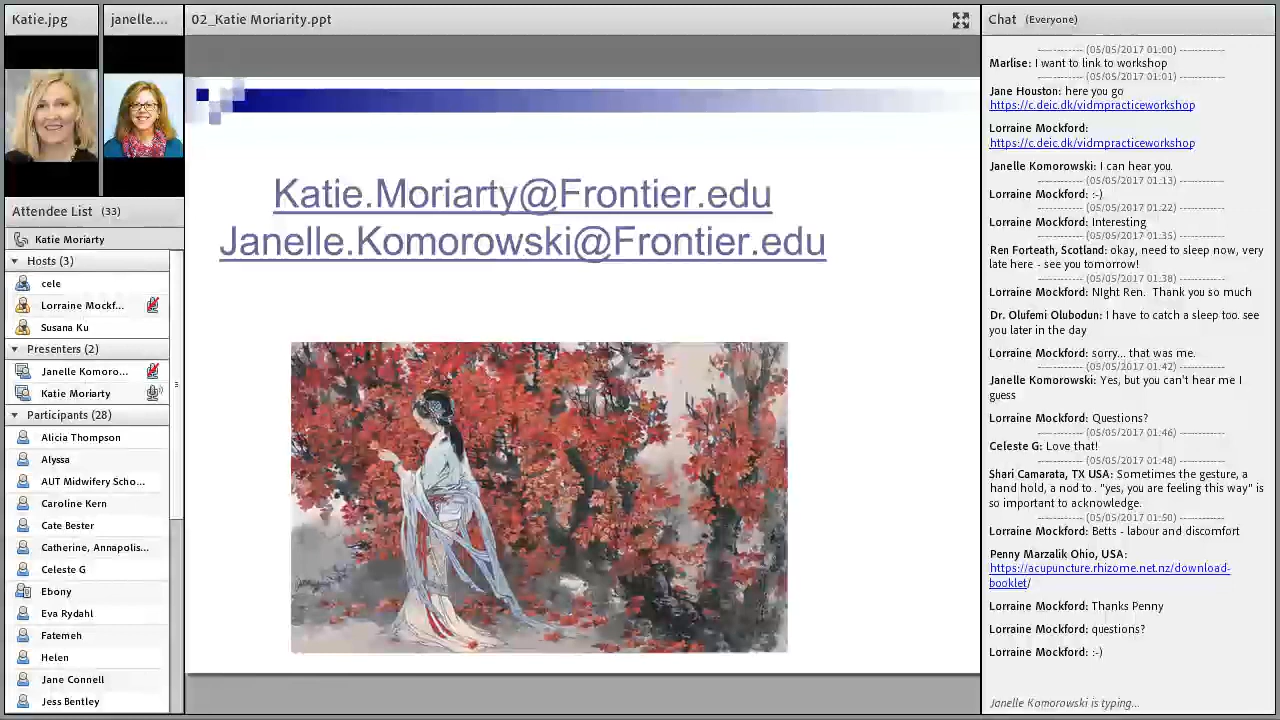 Katie.jpg
janelle....
02_Katie Moriarity.ppt
Chat (Everyone)
Attendee List (33)
Katie Moriarty
Hosts (3)
cele
Lorraine Mockf...
Susana Ku
Presenters (2)
Janelle Komoro...
Katie Moriarty
Participants (28)
Alicia Thompson
Alyssa
AUT Midwifery Scho...
Caroline Kern
Cate Bester
Catherine, Annapolis...
Celeste G
Ebony
Eva Rydahl
Fatemeh
Helen
Jane Connell
Jess Bentley
Katie.Moriarty@Frontier.edu
Janelle.Komorowski@Frontier.edu
------------ (05/05/2017 01:00) ------------
Marlise: I want to link to workshop
------------ (05/05/2017 01:01) ------------
Jane Houston: here you go
https://c.deic.dk/vidmpracticeworkshop
Lorraine Mockford:
https://c.deic.dk/vidmpracticeworkshop
Janelle Komorowski: I can hear you.
------------ (05/05/2017 01:13) ------------
Lorraine Mockford: :-)
------------ (05/05/2017 01:22) ------------
Lorraine Mockford: Interesting
------------ (05/05/2017 01:35) ------------
Ren Forteath, Scotland: okay, need to sleep now, very
late here - see you tomorrow!
------------ (05/05/2017 01:38) ------------
Lorraine Mockford: NIght Ren.  Thank you so much
Dr. Olufemi Olubodun: I have to catch a sleep too. see
you later in the day
Lorraine Mockford: sorry... that was me.
------------ (05/05/2017 01:42) ------------
Janelle Komorowski: Yes, but you can't hear me I
guess
Lorraine Mockford: Questions?
------------ (05/05/2017 01:46) ------------
Celeste G: Love that!
------------ (05/05/2017 01:48) ------------
Shari Camarata, TX USA: Sometimes the gesture, a
hand hold, a nod to . "yes, you are feeling this way" is
so important to acknowledge.
------------ (05/05/2017 01:50) ------------
Lorraine Mockford: Betts - labour and discomfort
Penny Marzalik Ohio, USA:
https://acupuncture.rhizome.net.nz/download-
booklet/
Lorraine Mockford: Thanks Penny
Lorraine Mockford: questions?
Lorraine Mockford: :-)
Janelle Komorowski is typing...